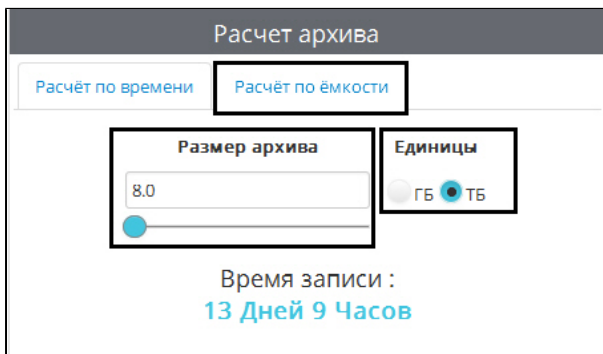 Расчет архива
Расчёт по времени
Расчёт по ёмкости
Размер архива
Единицы
8.0
ГБ ТБ
Время записи :
13 Дней 9 Часов